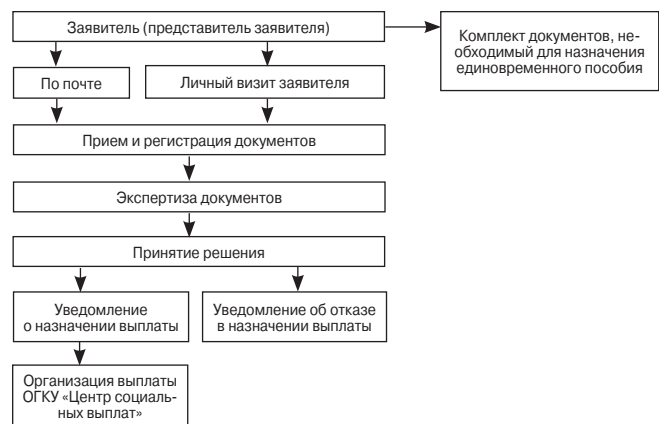 Заявитель (представитель заявителя)
Комплект документов, не-
обходимый для назначения
единовременного пособия
По почте
Личный визит заявителя
Прием и регистрация документов
Экспертиза документов
Принятие решения
Уведомление
о назначении выплаты
Уведомление об отказе
в назначении выплаты
Организация выплаты
ОГКУ «Центр социаль-
ных выплат»